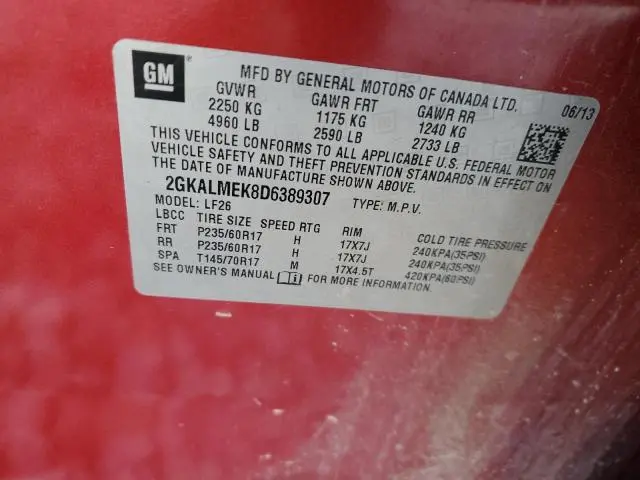 GM ®
MFD BY GENERAL MOTORS OF CANADA LTD. 06/13
GVWR GAWR FRT GAWR RR
2250 KG 1175 KG 1240 KG
4960 LB 2590 LB 2733 LB
THIS VEHICLE CONFORMS TO ALL APPLICABLE U.S. FEDERAL MOTOR
VEHICLE SAFETY AND THEFT PREVENTION STANDARDS IN EFFECT ON
THE DATE OF MANUFACTURE SHOWN ABOVE.
2GKALMEK8D6389307 TYPE: M.P.V.
MODEL: LF26
LBCC TIRE SIZE SPEED RTG RIM COLD TIRE PRESSURE
FRT P235/60R17 H 17X7J 240KPA(35PSI)
RR P235/60R17 H 17X7J 240KPA(35PSI)
SPA T145/70R17 M 17X4.5T 420KPA(60PSI)
SEE OWNER'S MANUAL i FOR MORE INFORMATION.